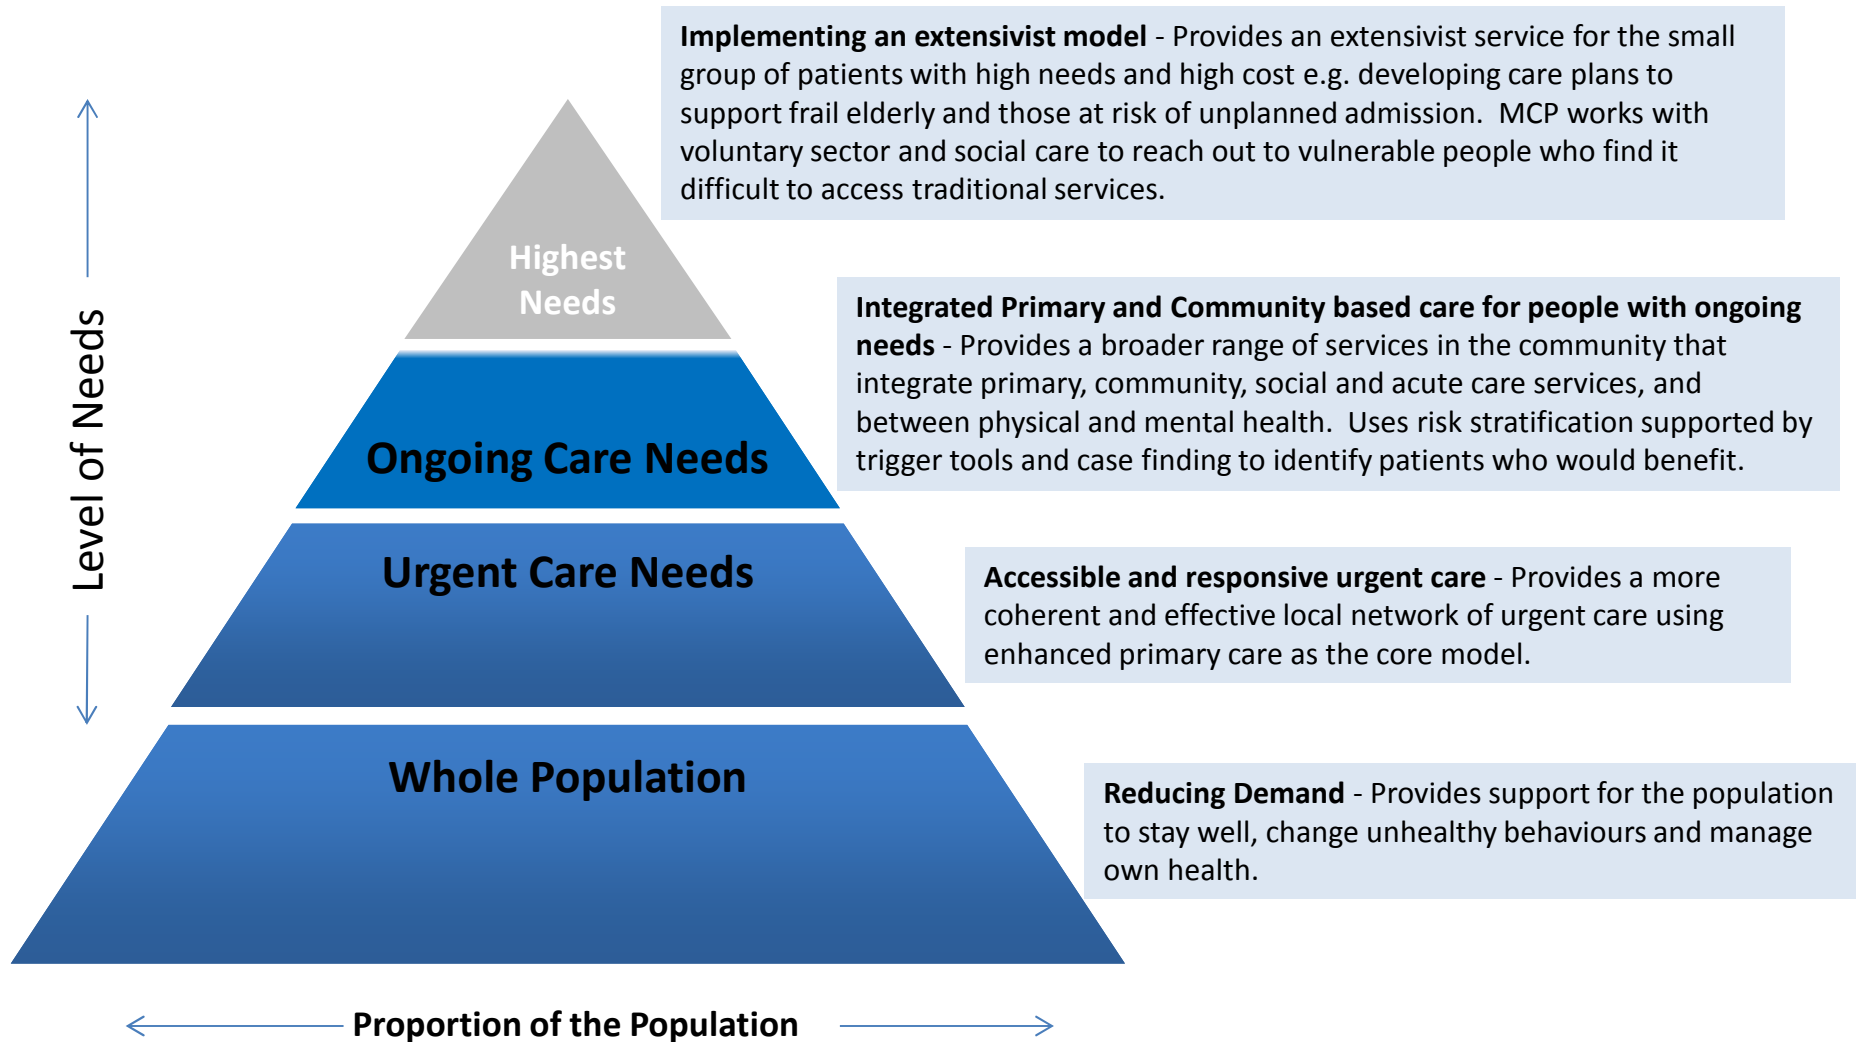 Implementing an extensivist model - Provides an extensivist service for the small
group of patients with high needs and high cost e.g. developing care plans to
support frail elderly and those at risk of unplanned admission.  MCP works with
voluntary sector and social care to reach out to vulnerable people who find it
difficult to access traditional services.
Highest
Needs
Level of Needs
Integrated Primary and Community based care for people with ongoing
needs - Provides a broader range of services in the community that
integrate primary, community, social and acute care services, and
between physical and mental health.  Uses risk stratification supported by
trigger tools and case finding to identify patients who would benefit.
Ongoing Care Needs
Urgent Care Needs
Accessible and responsive urgent care - Provides a more
coherent and effective local network of urgent care using
enhanced primary care as the core model.
Whole Population
Reducing Demand - Provides support for the population
to stay well, change unhealthy behaviours and manage
own health.
Proportion of the Population